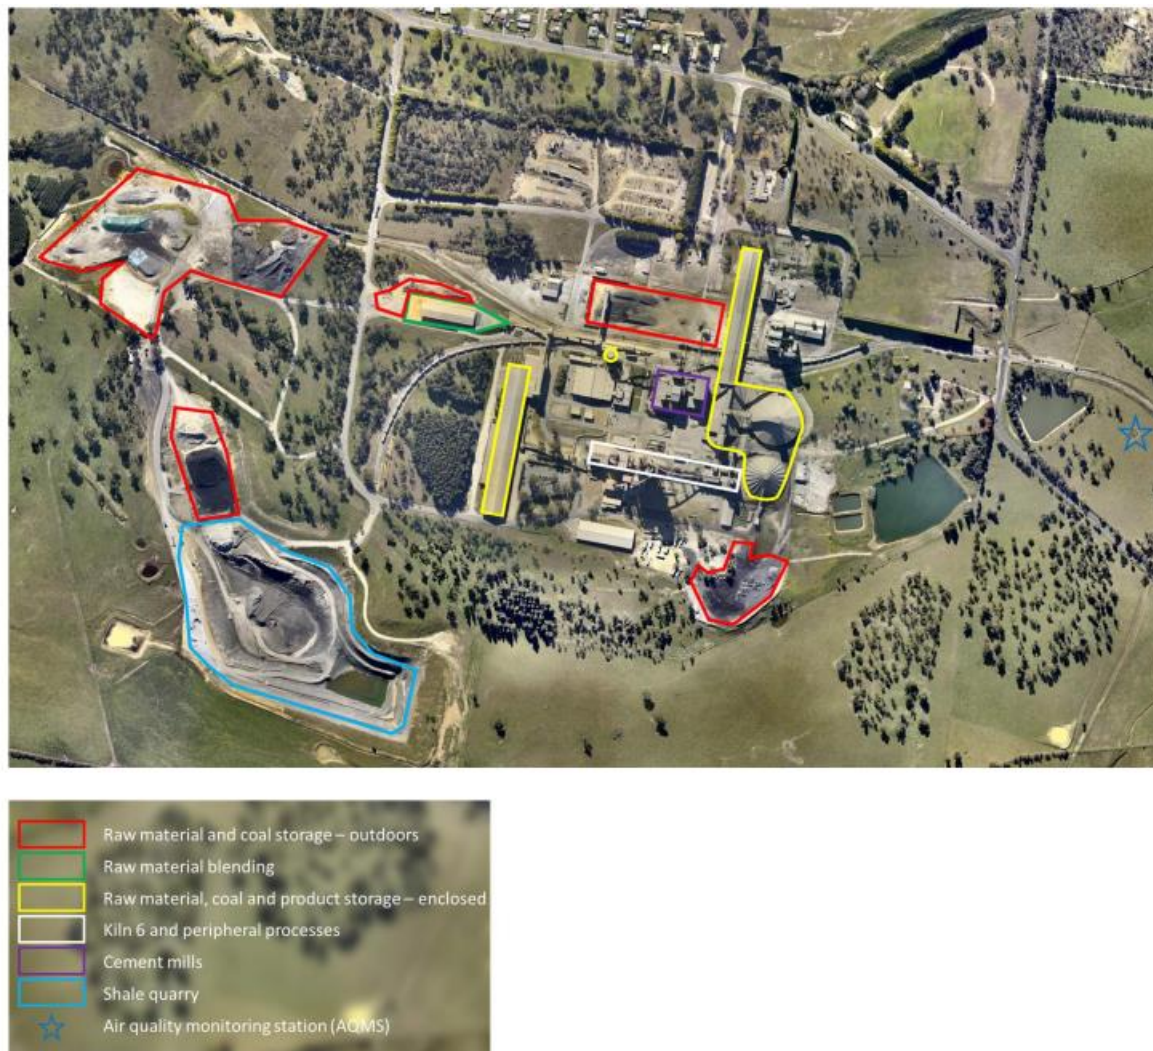 Raw material and coal storage – outdoors
Raw material blending
Raw material, coal and product storage – enclosed
Kiln 6 and peripheral processes
Cement mills
Shale quarry
Air quality monitoring station (AQMS)